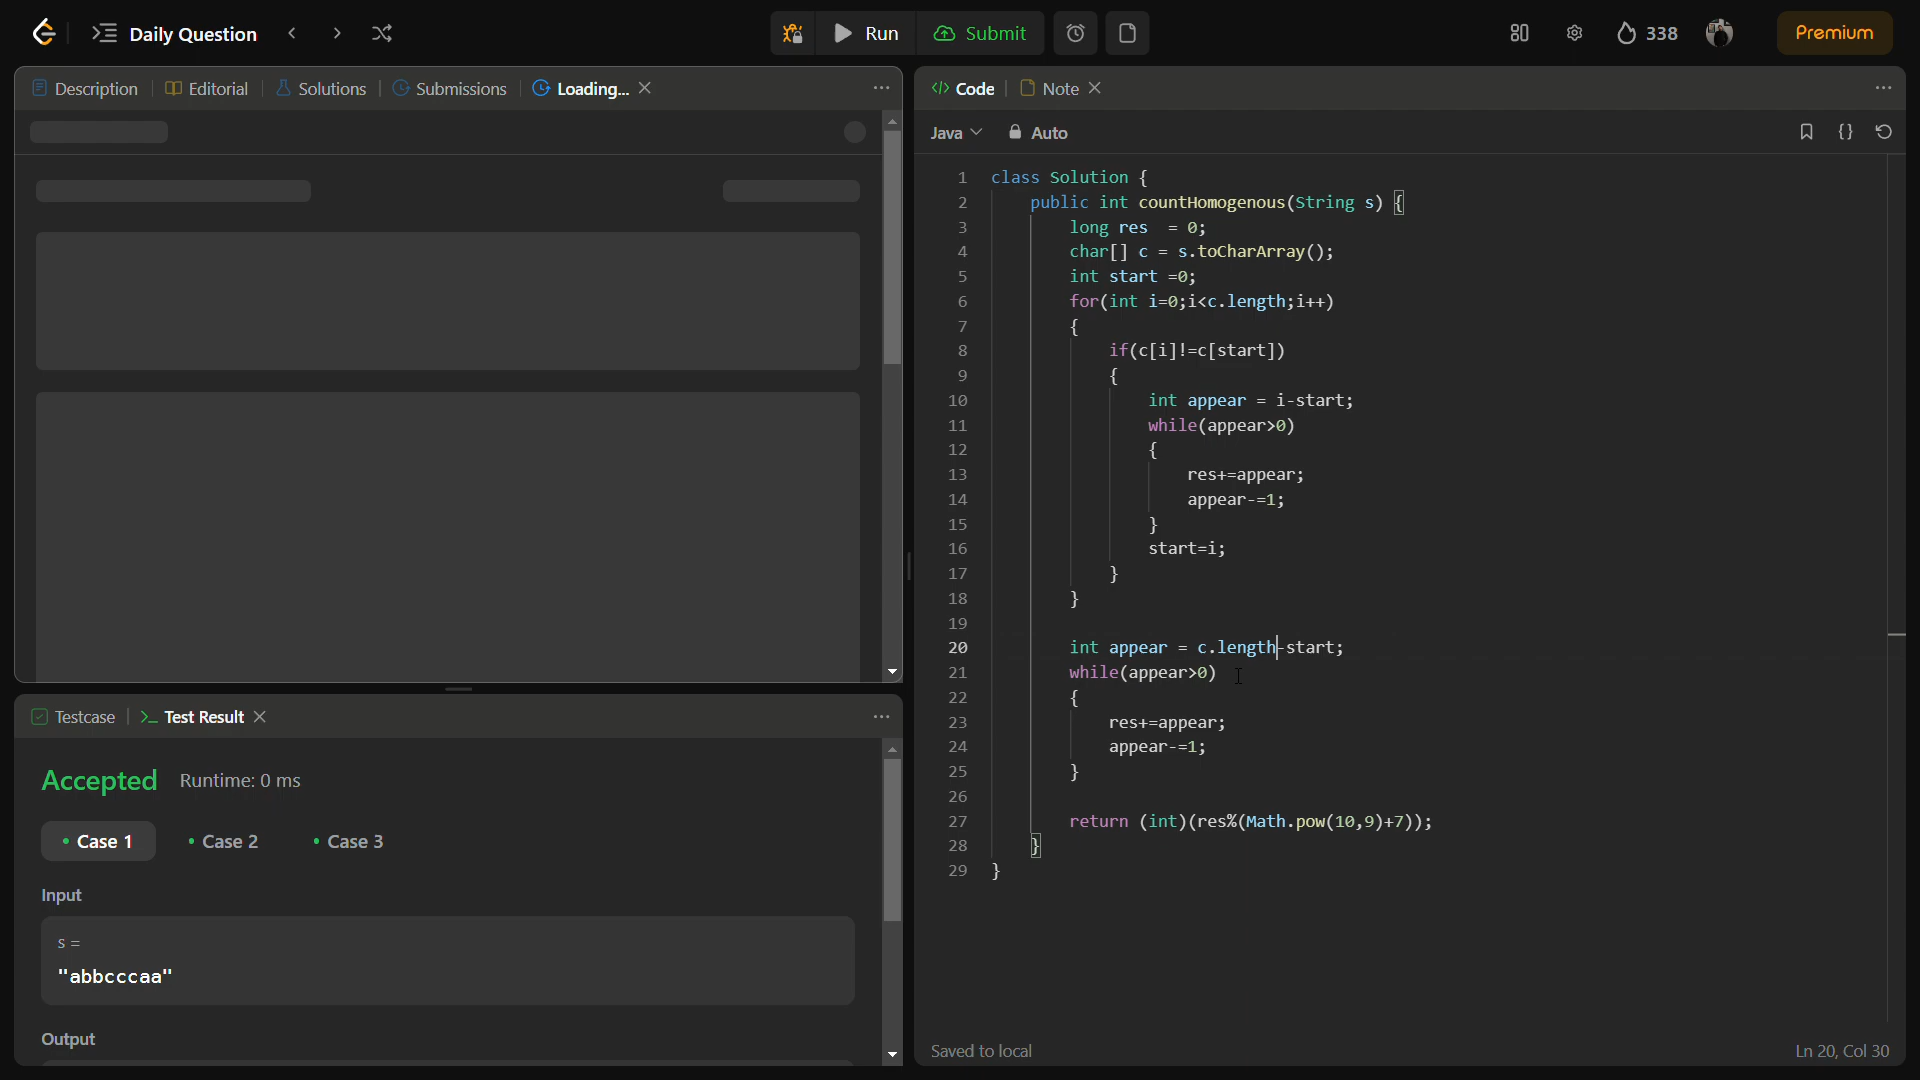 Daily Question
Run
Submit
338
Premium
Description
Editorial
Solutions
Submissions
Loading...
Code
Note
Java
Auto
1 class Solution {
2 public int countHomogenous(String s) {
3 long res  = 0;
4 char[] c = s.toCharArray();
5 int start =0;
6 for(int i=0;i<c.length;i++)
7 {
8 if(c[i]!=c[start])
9 {
10 int appear = i-start;
11 while(appear>0)
12 {
13 res+=appear;
14 appear-=1;
15 }
16 start=i;
17 }
18 }
19
20 int appear = c.length-start;
21 while(appear>0)
22 {
23 res+=appear;
24 appear-=1;
25 }
26
27 return (int)(res%(Math.pow(10,9)+7));
28 }
29 }
Saved to local
Ln 20, Col 30
Testcase
Test Result
Accepted Runtime: 0 ms
• Case 1 • Case 2 • Case 3
Input
s =
"abbcccaa"
Output